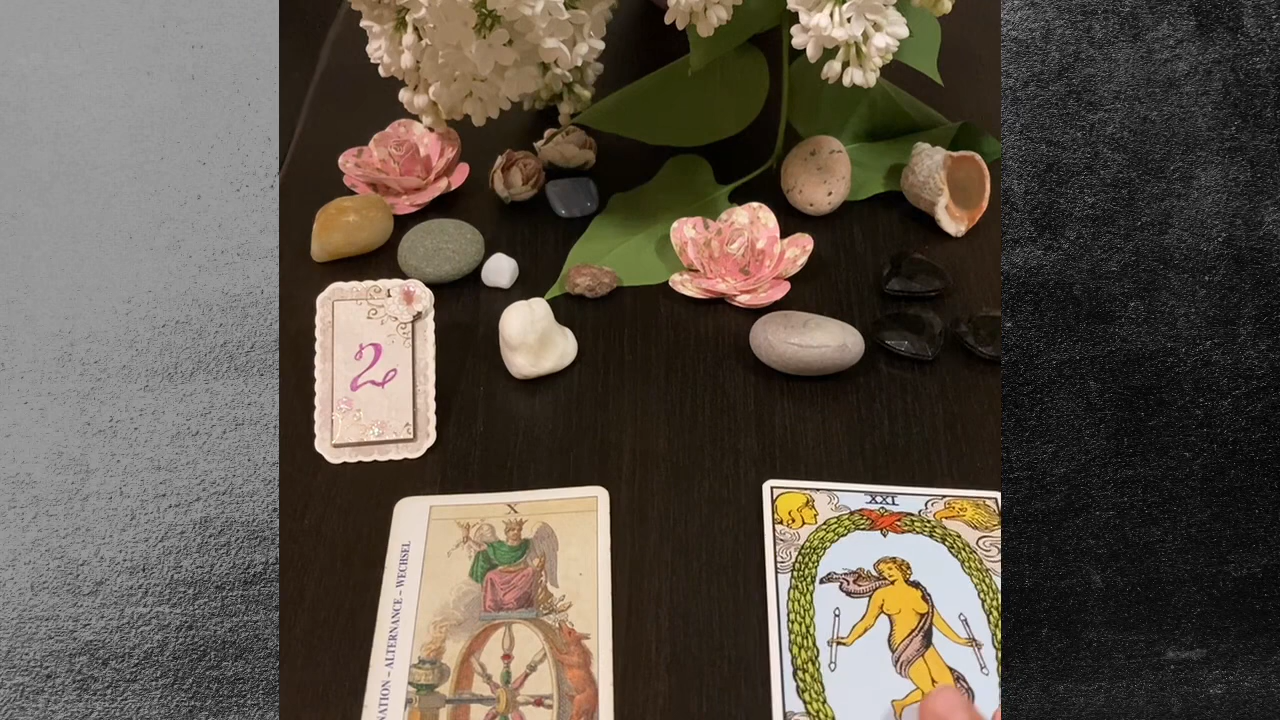 2
X
XXI
NATION – ALTERNANCE – WECHSEL